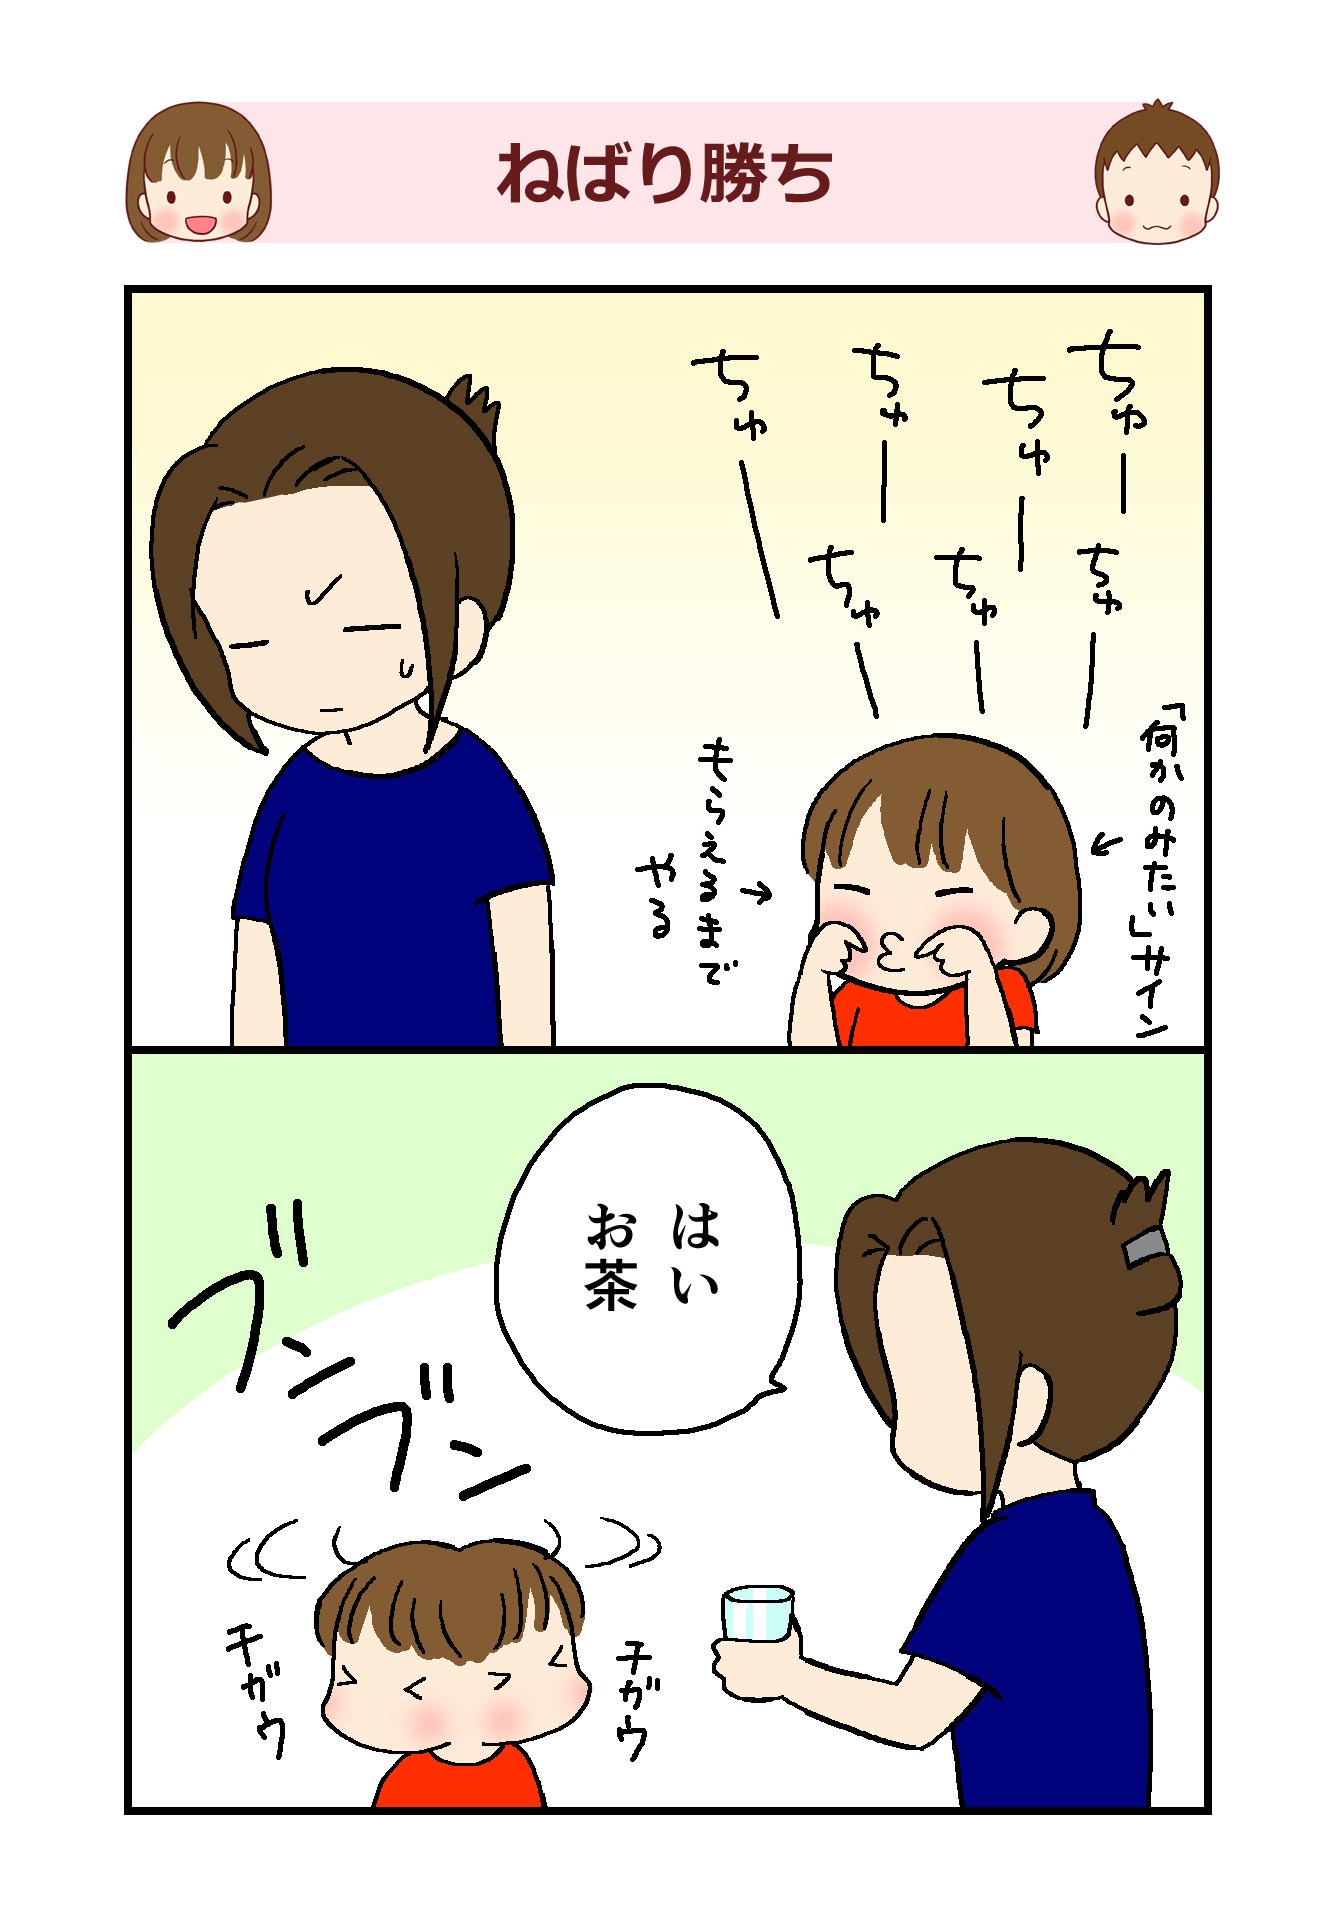 ねばり勝ち
ちゅー
ちゅー
ちゅー
ちゅー
ちゅー
ちゅー
ちゅー
「何かのみたい」サイン
もらえるまで
やる
はい
お茶
ブンブン
チガウ
チガウ